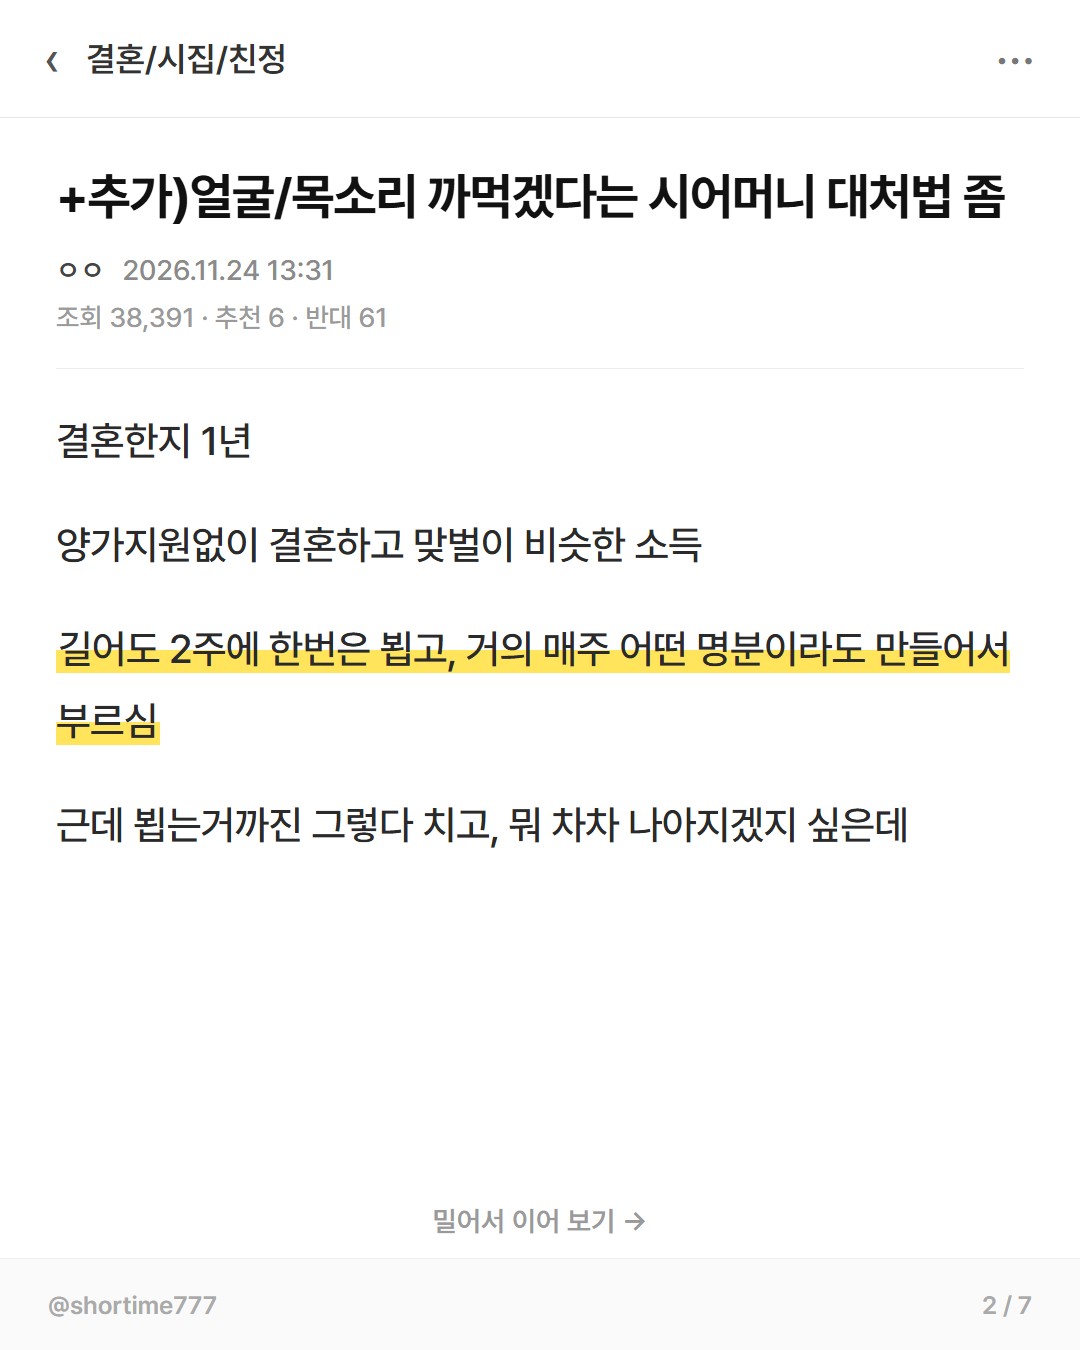 결혼/시집/친정
+추가)얼굴/목소리 까먹겠다는 시어머니 대처법 좀
ㅇㅇ 2026.11.24 13:31
조회 38,391 · 추천 6 · 반대 61
결혼한지 1년
양가지원없이 결혼하고 맞벌이 비슷한 소득
길어도 2주에 한번은 뵙고, 거의 매주 어떤 명분이라도 만들어서
부르심
근데 뵙는거까진 그렇다 치고, 뭐 차차 나아지겠지 싶은데
밀어서 이어 보기 →
@shortime777
2 / 7